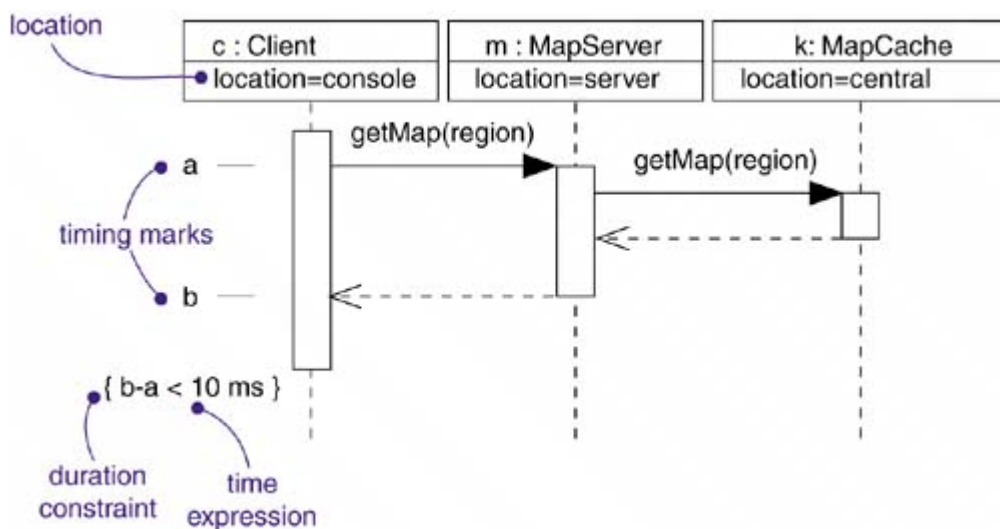 location
c : Client
m : MapServer
k: MapCache
location=console
location=server
location=central
getMap(region)
getMap(region)
a
timing marks
b
{ b-a < 10 ms }
duration
constraint
time
expression